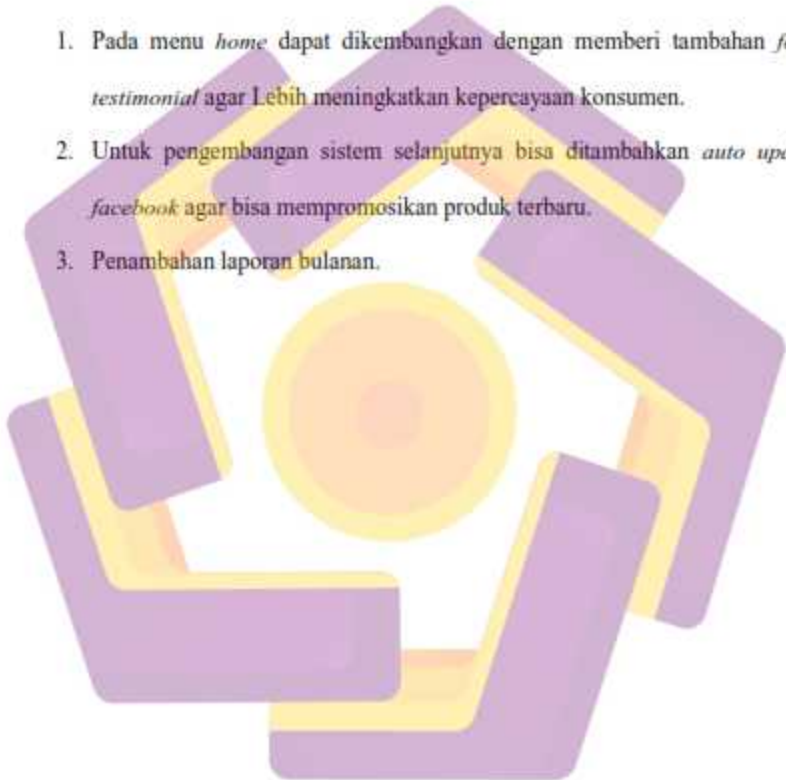 1. Pada menu home dapat dikembangkan dengan memberi tambahan
testimonial agar Lebih meningkatkan kepercayaan konsumen.
2. Untuk pengembangan sistem selanjutnya bisa ditambahkan auto
facebook agar bisa mempromosikan produk terbaru.
3. Penambahan laporan bulanan.